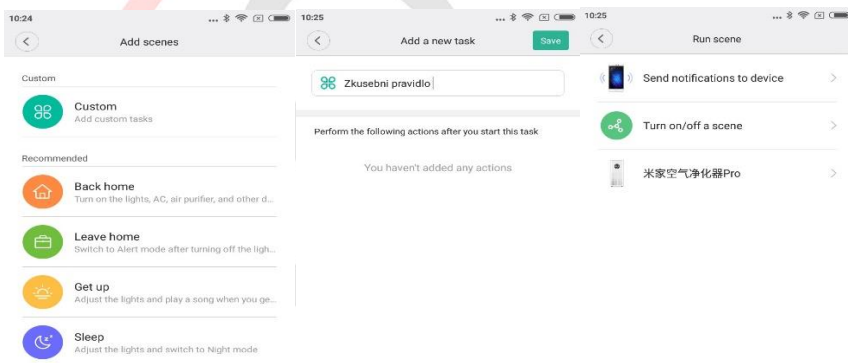 10:24
Add scenes
Custom
Custom
Add custom tasks
Recommended
Back home
Turn on the lights, AC, air purifier, and other d...
Leave home
Switch to Alert mode after turning off the ligh...
Get up
Adjust the lights and play a song when you ge...
Sleep
Adjust the lights and switch to Night mode
10:25
Add a new task
Save
Zkusebni pravidlo
Perform the following actions after you start this task
You haven't added any actions
10:25
Run scene
Send notifications to device
Turn on/off a scene
米家空气净化器Pro